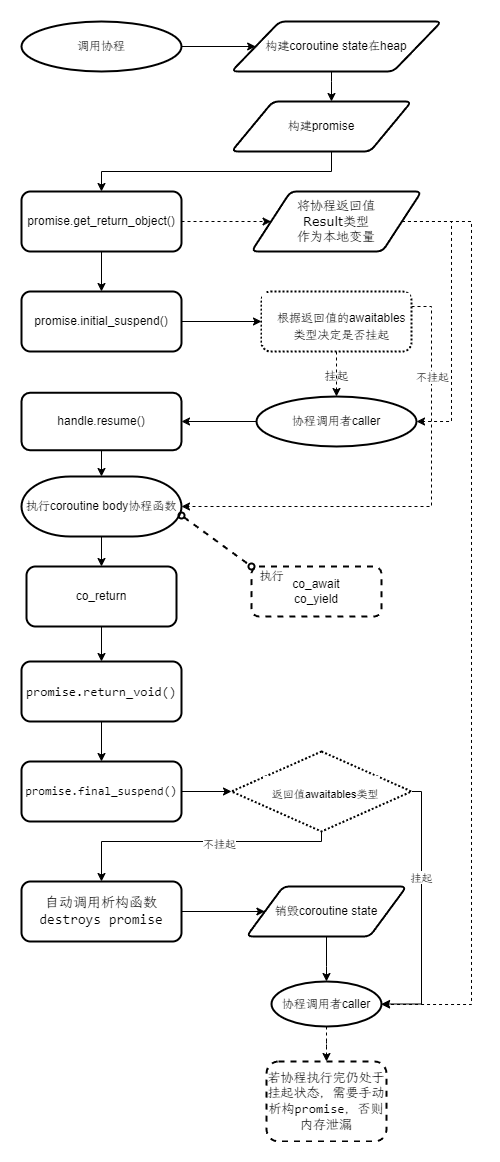 调用协程
构建coroutine state在heap
构建promise
promise.get_return_object()
将协程返回值
Result类型
作为本地变量
promise.initial_suspend()
根据返回值的awaitables
类型决定是否挂起
挂起
不挂起
handle.resume()
协程调用者caller
执行coroutine body协程函数
执行
co_await
co_yield
co_return
promise.return_void()
promise.final_suspend()
返回值awaitables类型
不挂起
挂起
自动调用析构函数
destroys promise
销毁coroutine state
协程调用者caller
若协程执行完仍处于
挂起状态，需要手动
析构promise，否则
内存泄漏